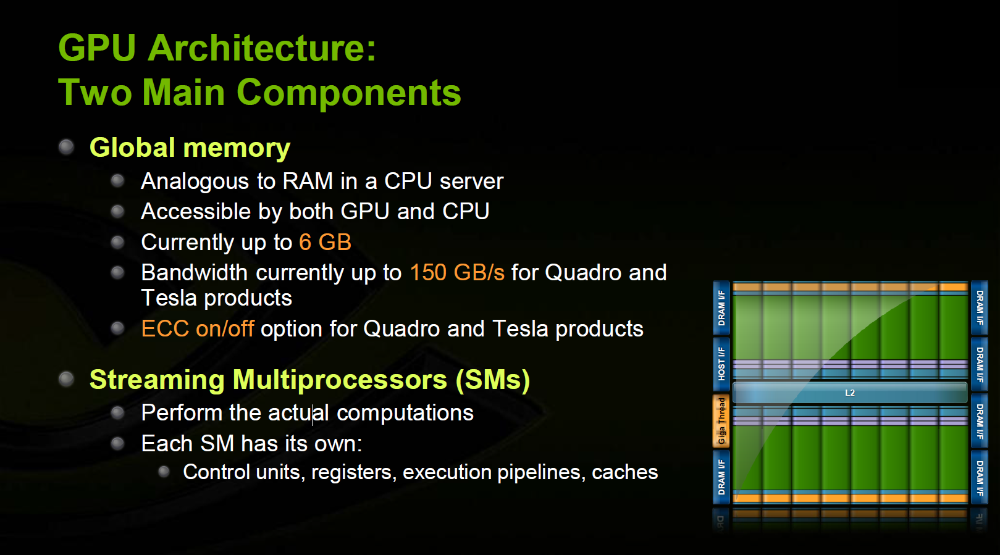 GPU Architecture:
Two Main Components
Global memory
Analogous to RAM in a CPU server
Accessible by both GPU and CPU
Currently up to 6 GB
Bandwidth currently up to 150 GB/s for Quadro and
Tesla products
ECC on/off option for Quadro and Tesla products
Streaming Multiprocessors (SMs)
Perform the actual computations
Each SM has its own:
Control units, registers, execution pipelines, caches
DRAM I/F
HOST I/F
Giga Thread
DRAM I/F
L2
DRAM I/F
DRAM I/F
DRAM I/F
DRAM I/F